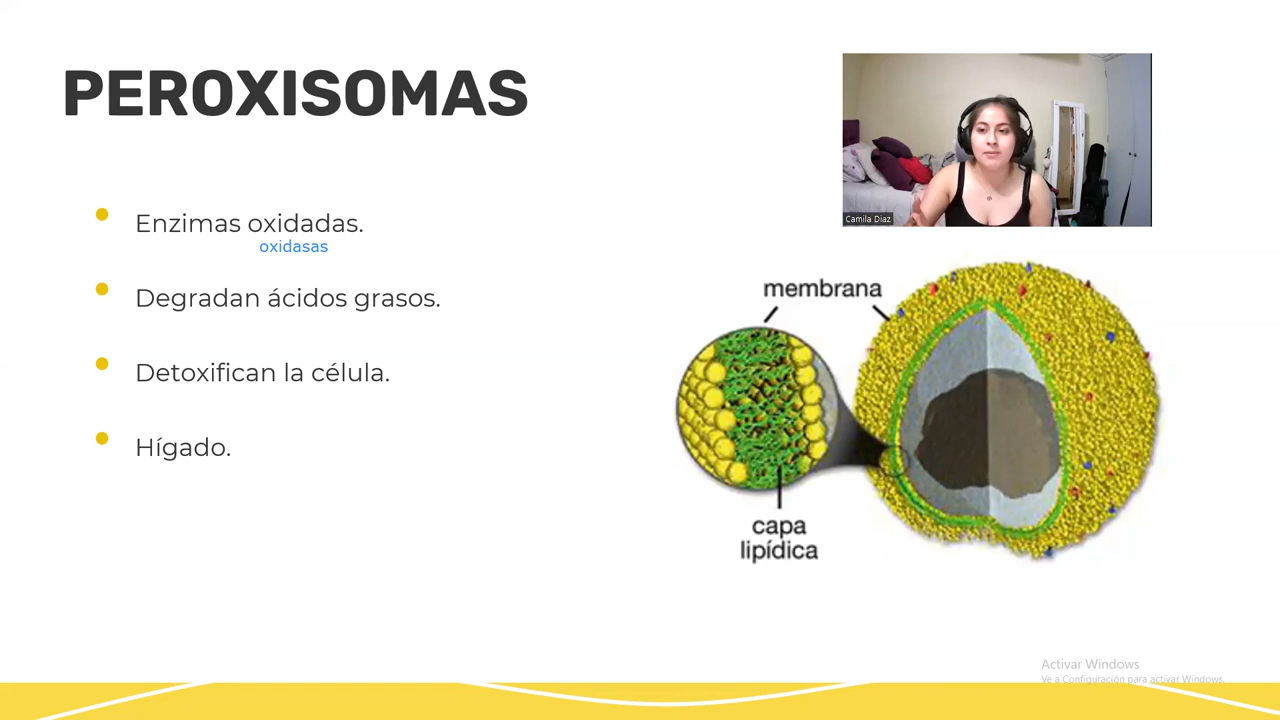 PEROXISOMAS
Camila Diaz
Enzimas oxidadas.
oxidasas
Degradan ácidos grasos.
Detoxifican la célula.
Hígado.
membrana
capa
lipídica
Activar Windows
Ve a Configuración para activar Windows.